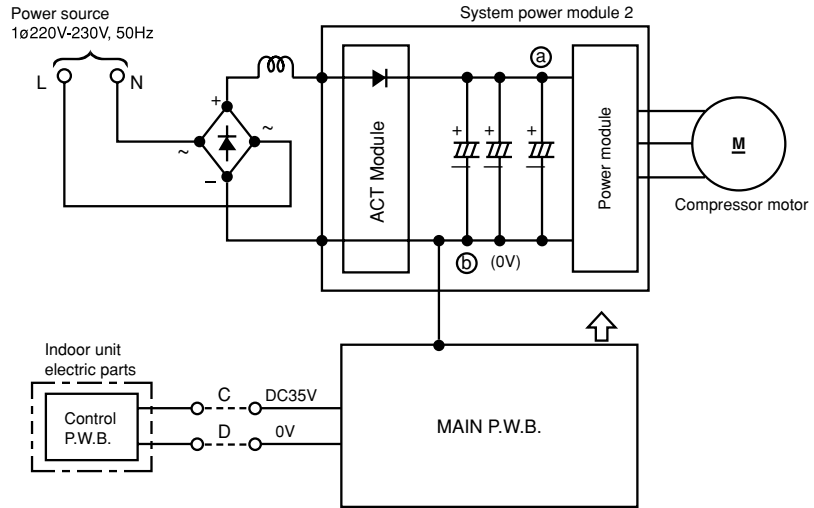 Power source
1ø220V-230V, 50Hz
L
N
System power module 2
+
~
~
–
ACT Module
a
+
+
+
b
(0V)
Power module
M
Compressor motor
Indoor unit
electric parts
Control
P.W.B.
C
DC35V
D
0V
MAIN P.W.B.